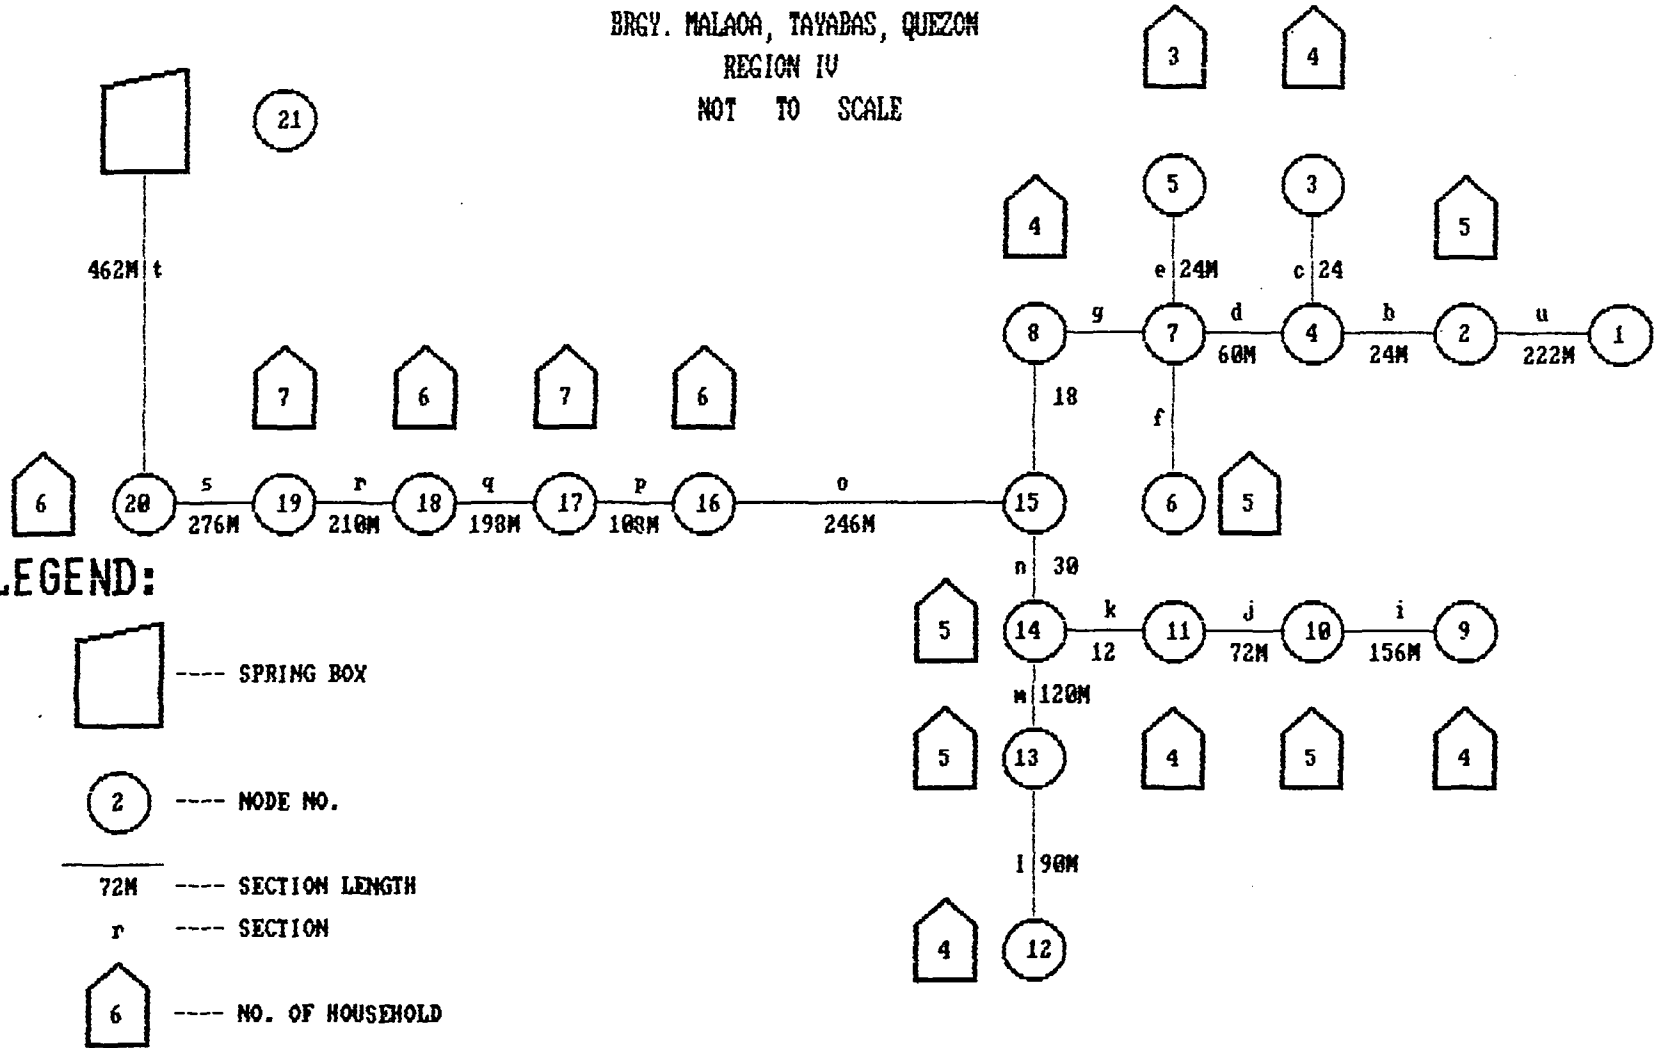 BRGY. MALAOA, TAYABAS, QUEZON
REGION IV
NOT TO SCALE
3
4
21
5
3
4
5
462M t
e 24M
c 24
8
g
7
d
60M
4
b
24M
2
u
222M
1
18
f
7
6
7
6
6
20
s
276M
19
r
210M
18
q
198M
17
p
108M
16
o
246M
15
6
5
n 30
5
14
k
12
11
j
72M
10
i
156M
9
m 120M
5
13
4
5
4
l 90M
4
12
LEGEND:
---- SPRING BOX
2 ---- NODE NO.
72M ---- SECTION LENGTH
r ---- SECTION
6 ---- NO. OF HOUSEHOLD